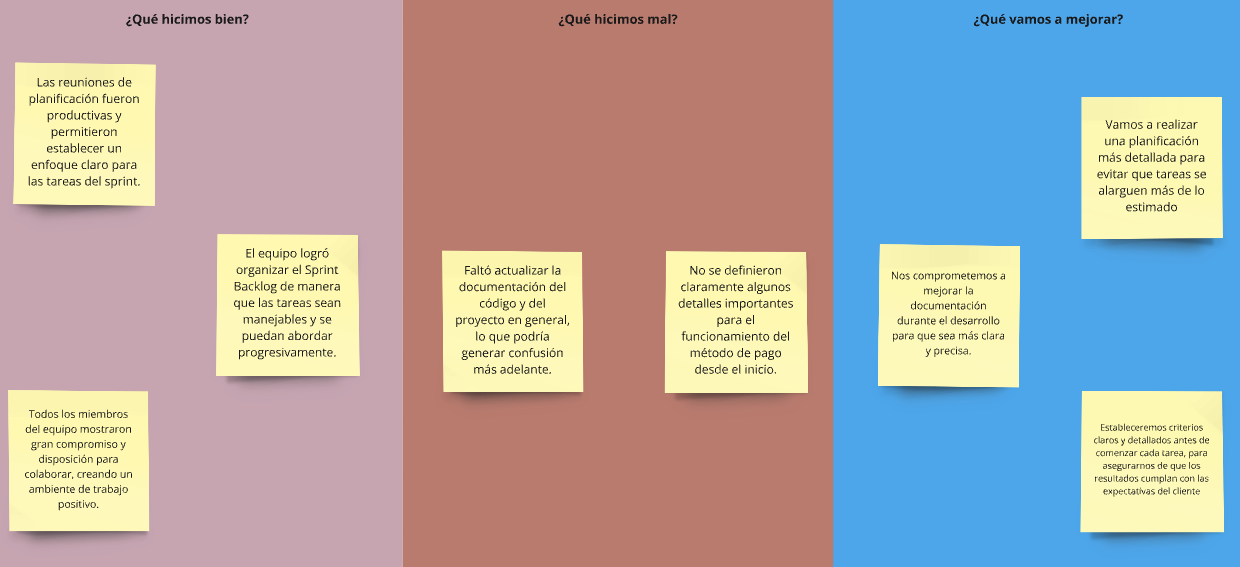 ¿Qué hicimos bien?
Las reuniones de
planificación fueron
productivas y
permitieron
establecer un
enfoque claro para
las tareas del sprint.
El equipo logró
organizar el Sprint
Backlog de manera
que las tareas sean
manejables y se
puedan abordar
progresivamente.
Todos los miembros
del equipo mostraron
gran compromiso y
disposición para
colaborar, creando un
ambiente de trabajo
positivo.
¿Qué hicimos mal?
Faltó actualizar la
documentación del
código y del
proyecto en general,
lo que podría
generar confusión
más adelante.
No se definieron
claramente algunos
detalles importantes
para el
funcionamiento del
método de pago
desde el inicio.
¿Qué vamos a mejorar?
Vamos a realizar
una planificación
más detallada para
evitar que tareas se
alarguen más de lo
estimado
Nos comprometemos a
mejorar la
documentación
durante el desarrollo
para que sea más clara
y precisa.
Estableceremos criterios
claros y detallados antes de
comenzar cada tarea, para
asegurarnos de que los
resultados cumplan con las
expectativas del cliente